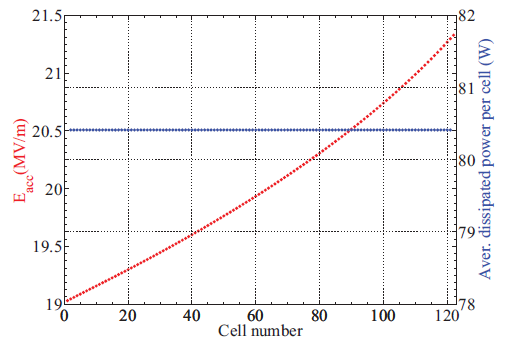 21.5
21
20.5
20
19.5
19
E_acc (MV/m)
82
81
80
79
78
Aver. dissipated power per cell (W)
0 20 40 60 80 100 120
Cell number